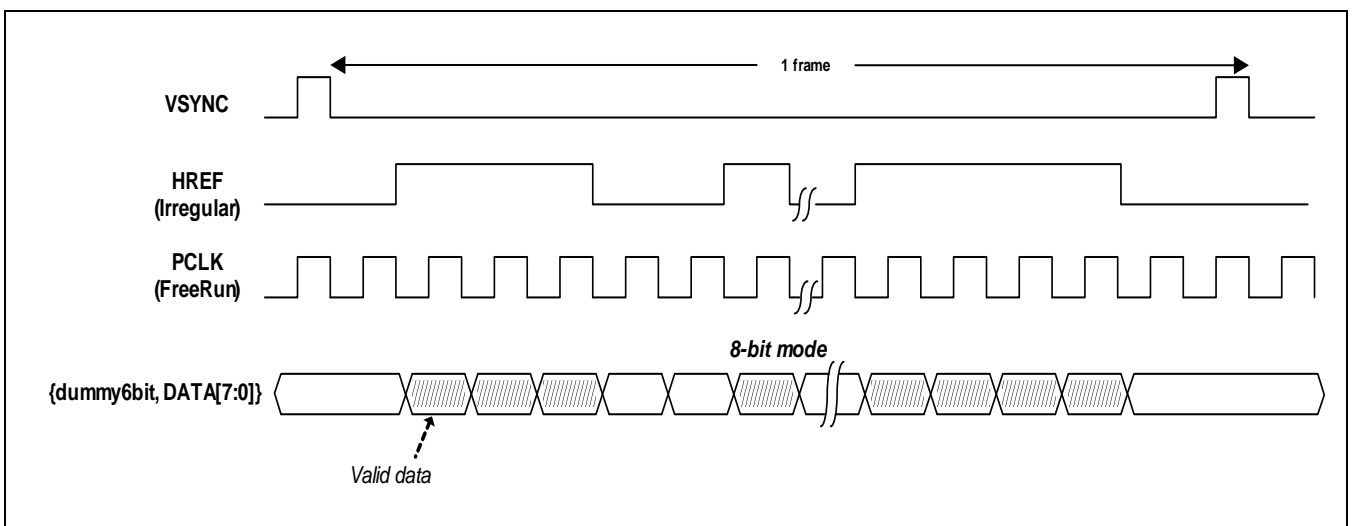 1 frame
VSYNC
HREF
(Irregular)
PCLK
(FreeRun)
8-bit mode
{dummy6bit, DATA[7:0]}
Valid data